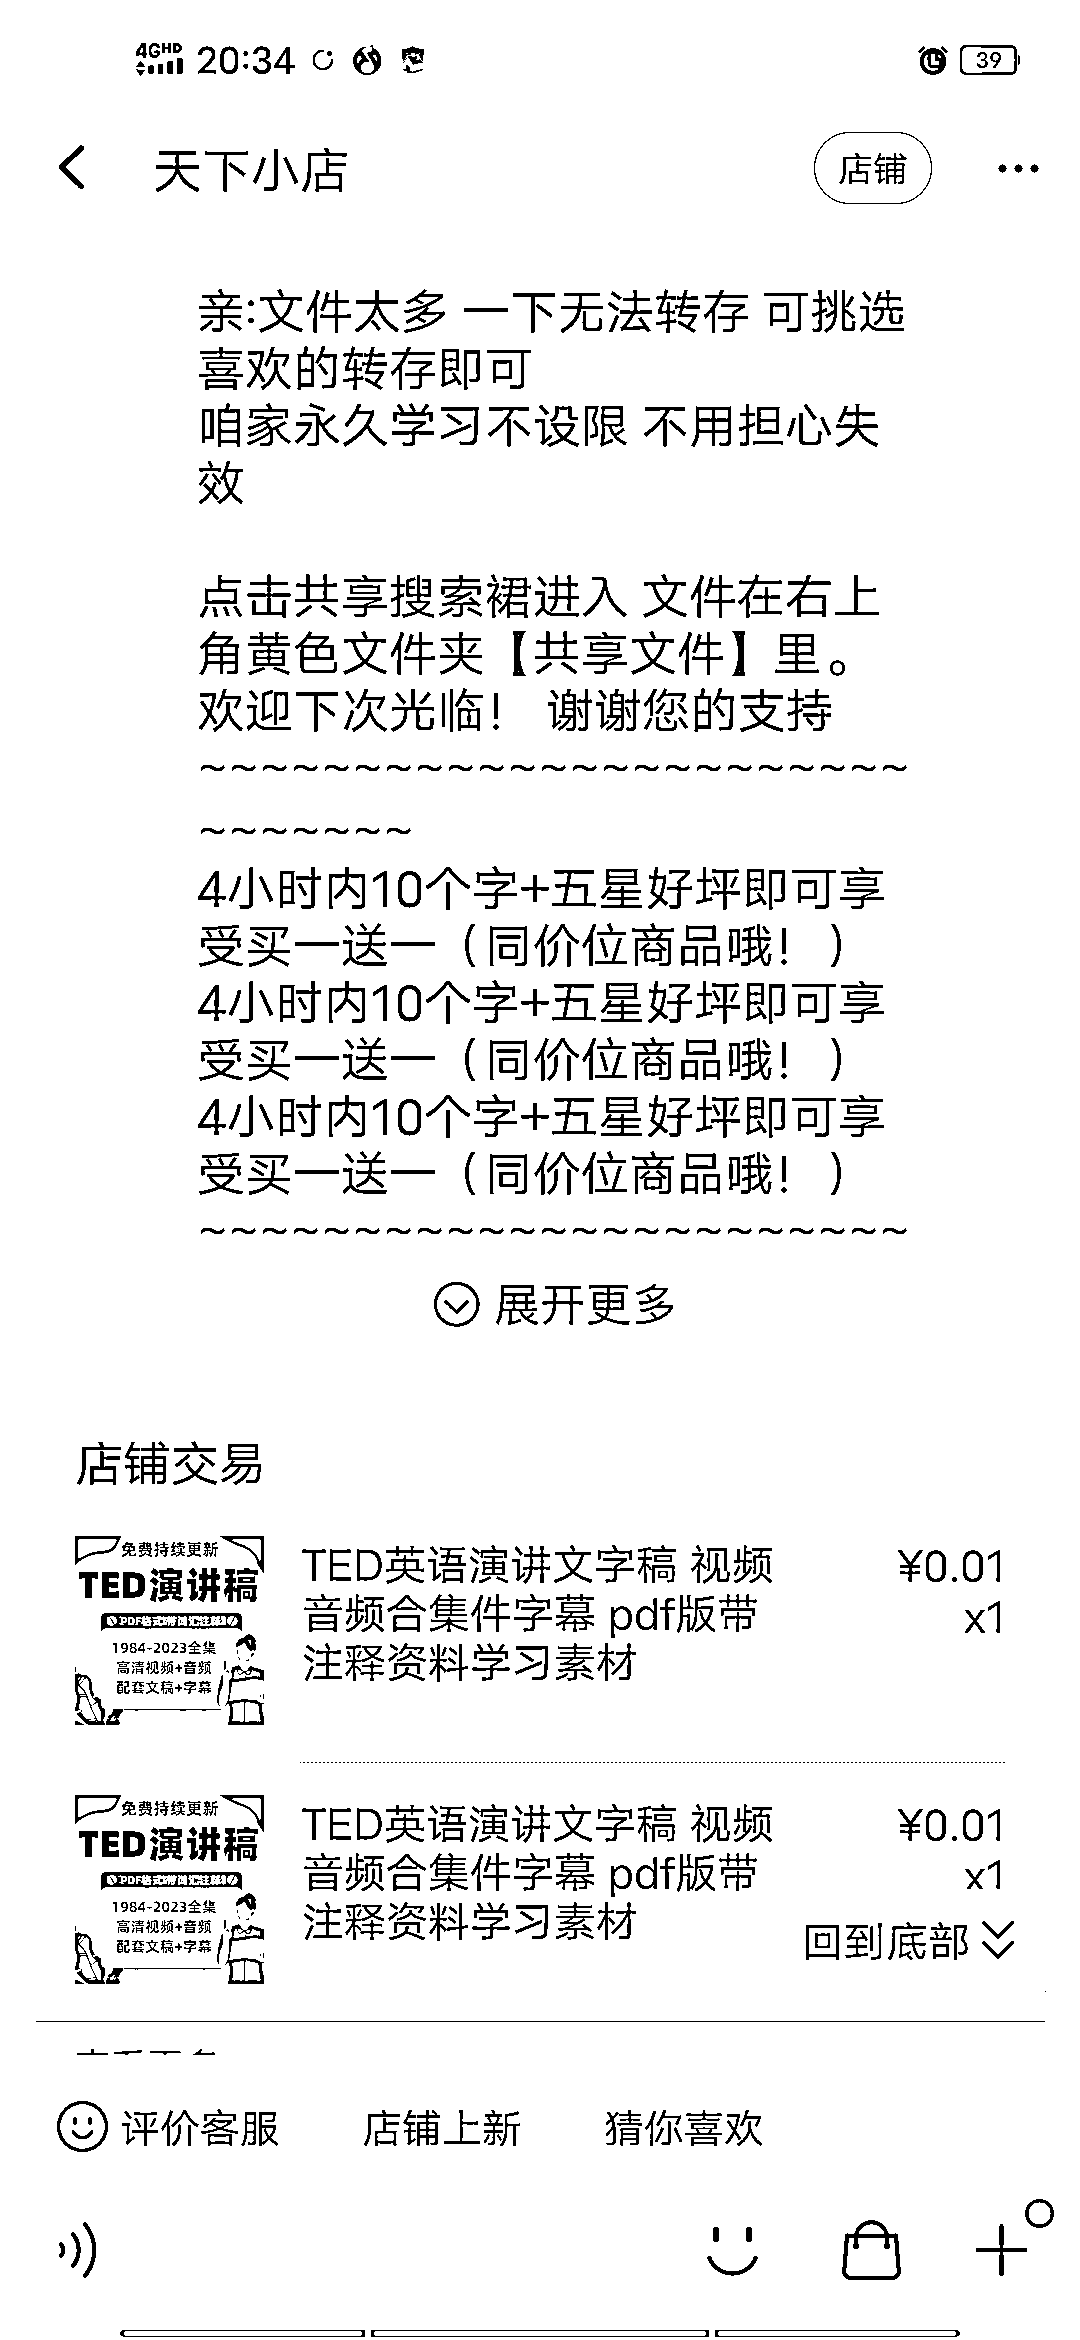 4GHD 20:34 39
天下小店 店铺
亲:文件太多 一下无法转存 可挑选
喜欢的转存即可
咱家永久学习不设限 不用担心失
效
点击共享搜索裙进入 文件在右上
角黄色文件夹【共享文件】里。
欢迎下次光临! 谢谢您的支持
~~~~~~~~~~~~~~~~~~~~~~~
~~~~~~~
4小时内10个字+五星好坪即可享
受买一送一（同价位商品哦! ）
4小时内10个字+五星好坪即可享
受买一送一（同价位商品哦! ）
4小时内10个字+五星好坪即可享
受买一送一（同价位商品哦! ）
~~~~~~~~~~~~~~~~~~~~~~~
展开更多
店铺交易
免费持续更新
TED演讲稿
PDF格式带词汇注释
1984-2023全集
高清视频+音频
配套文稿+字幕
TED英语演讲文字稿 视频 ¥0.01
音频合集件字幕 pdf版带 x1
注释资料学习素材
免费持续更新
TED演讲稿
PDF格式带词汇注释
1984-2023全集
高清视频+音频
配套文稿+字幕
TED英语演讲文字稿 视频 ¥0.01
音频合集件字幕 pdf版带 x1
注释资料学习素材
回到底部
评价客服 店铺上新 猜你喜欢